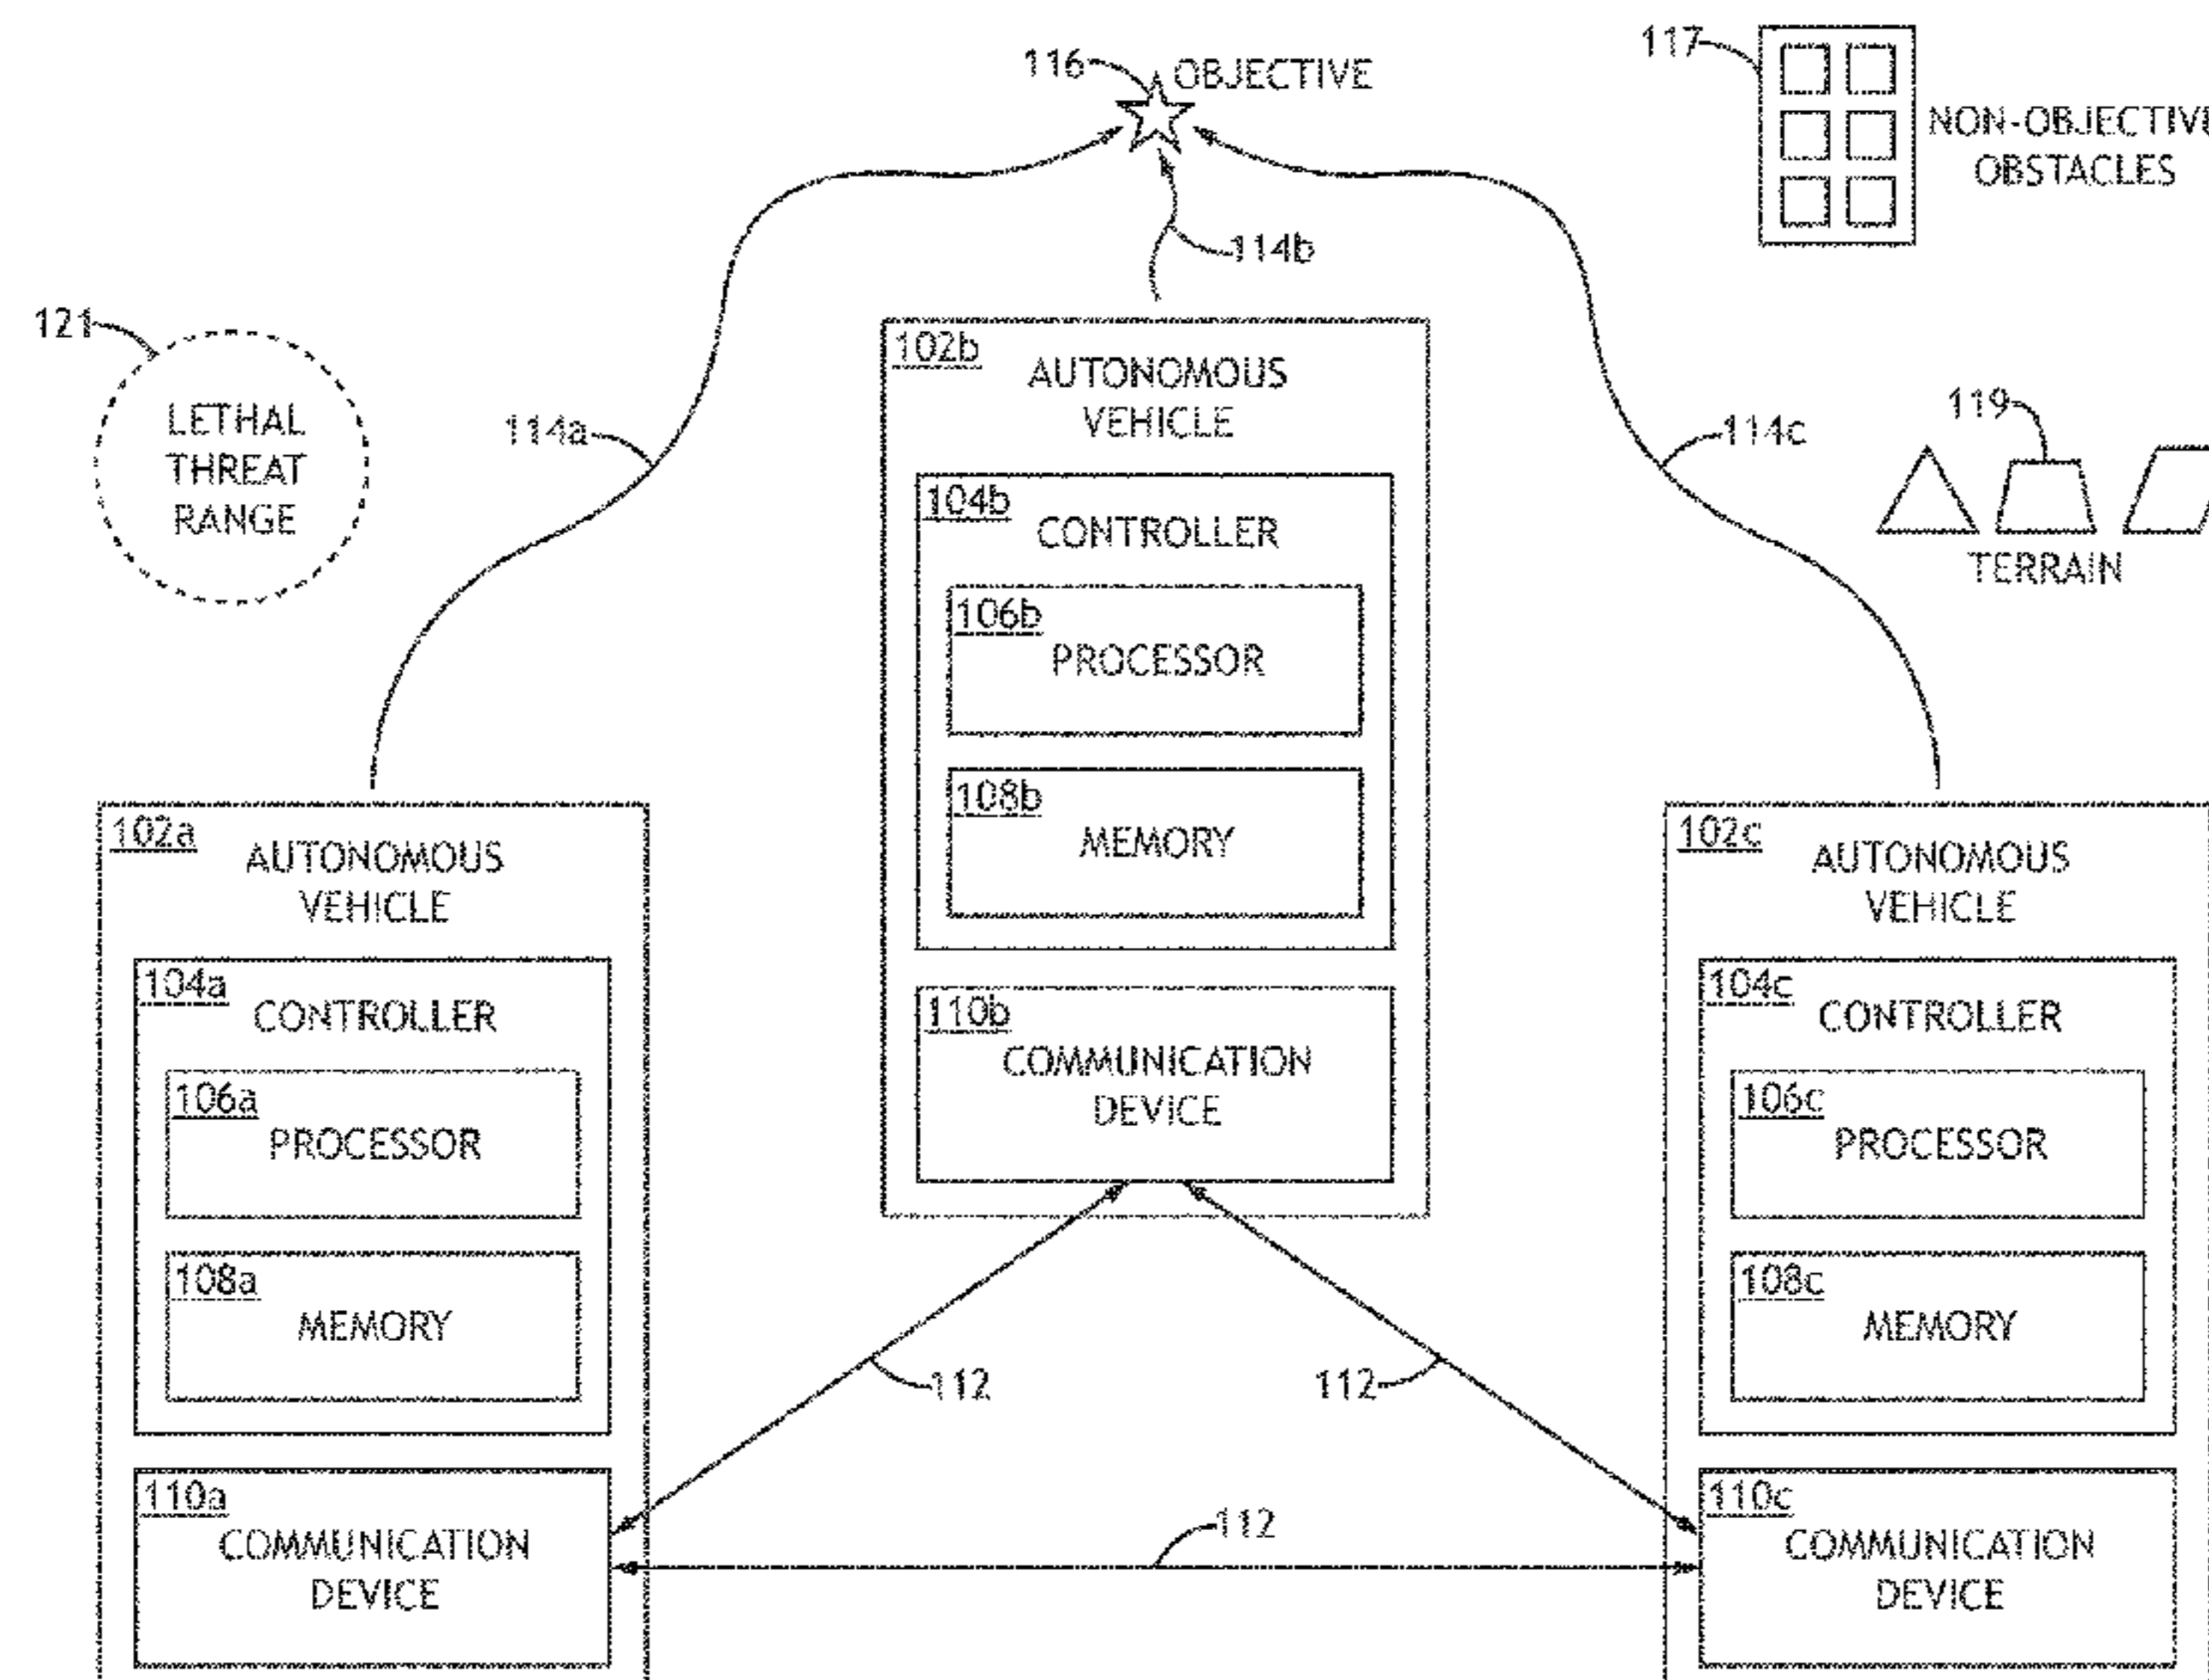 116
OBJECTIVE
117
NON-OBJECTIVE
OBSTACLES
114b
121
LETHAL
THREAT
RANGE
114a
114c
119
TERRAIN
102b
AUTONOMOUS
VEHICLE
104b
CONTROLLER
106b
PROCESSOR
108b
MEMORY
110b
COMMUNICATION
DEVICE
102a
AUTONOMOUS
VEHICLE
104a
CONTROLLER
106a
PROCESSOR
108a
MEMORY
110a
COMMUNICATION
DEVICE
102c
AUTONOMOUS
VEHICLE
104c
CONTROLLER
106c
PROCESSOR
108c
MEMORY
110c
COMMUNICATION
DEVICE
112
112
112